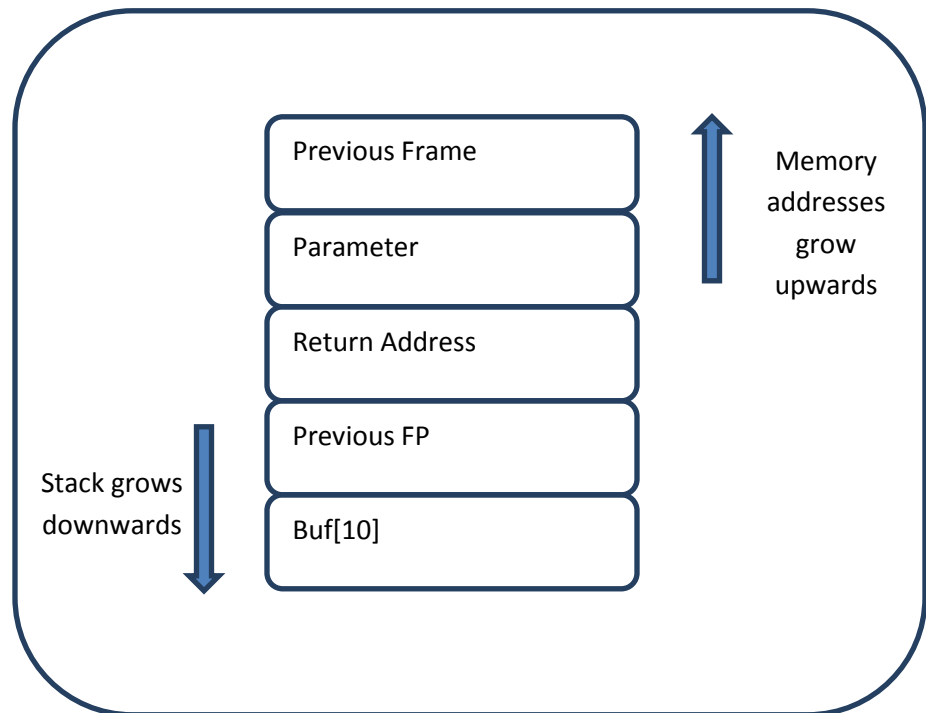 Previous Frame
Memory
addresses
grow
upwards
Parameter
Return Address
Previous FP
Stack grows
downwards
Buf[10]